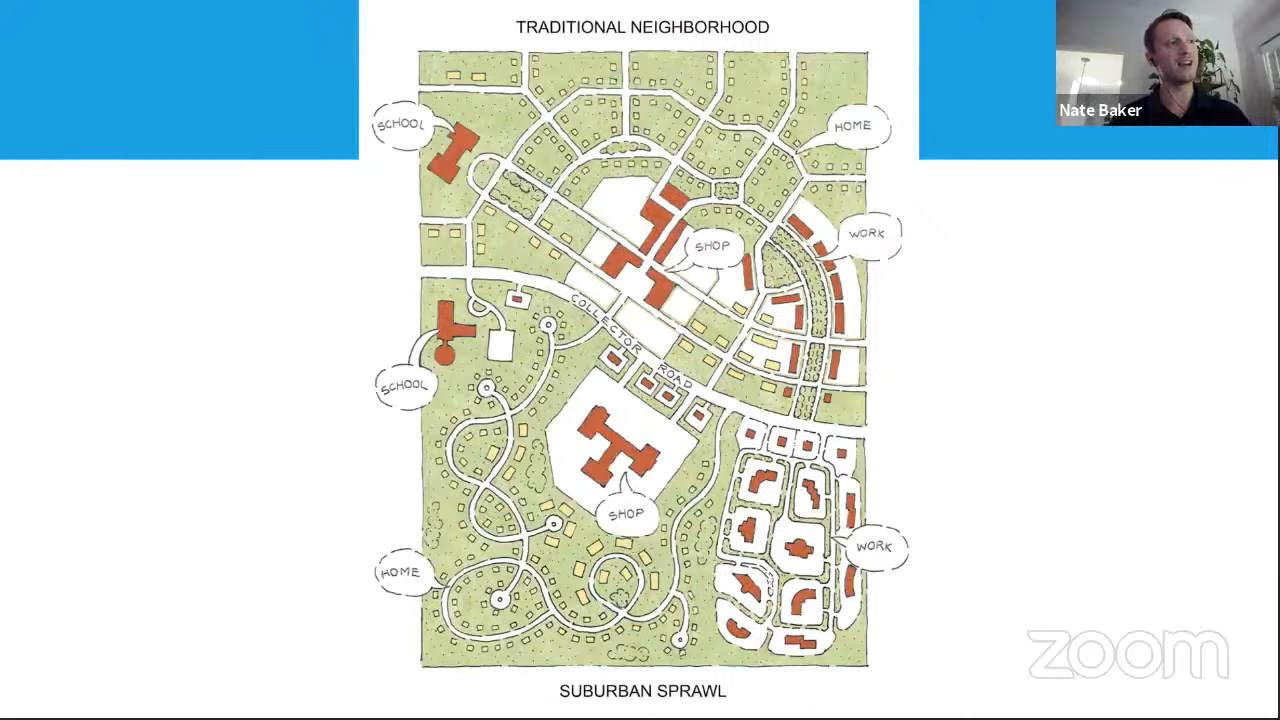 TRADITIONAL NEIGHBORHOOD
Nate Baker
SCHOOL
HOME
WORK
SHOP
COLLECTOR ROAD
SCHOOL
SHOP
WORK
HOME
zoom
SUBURBAN SPRAWL